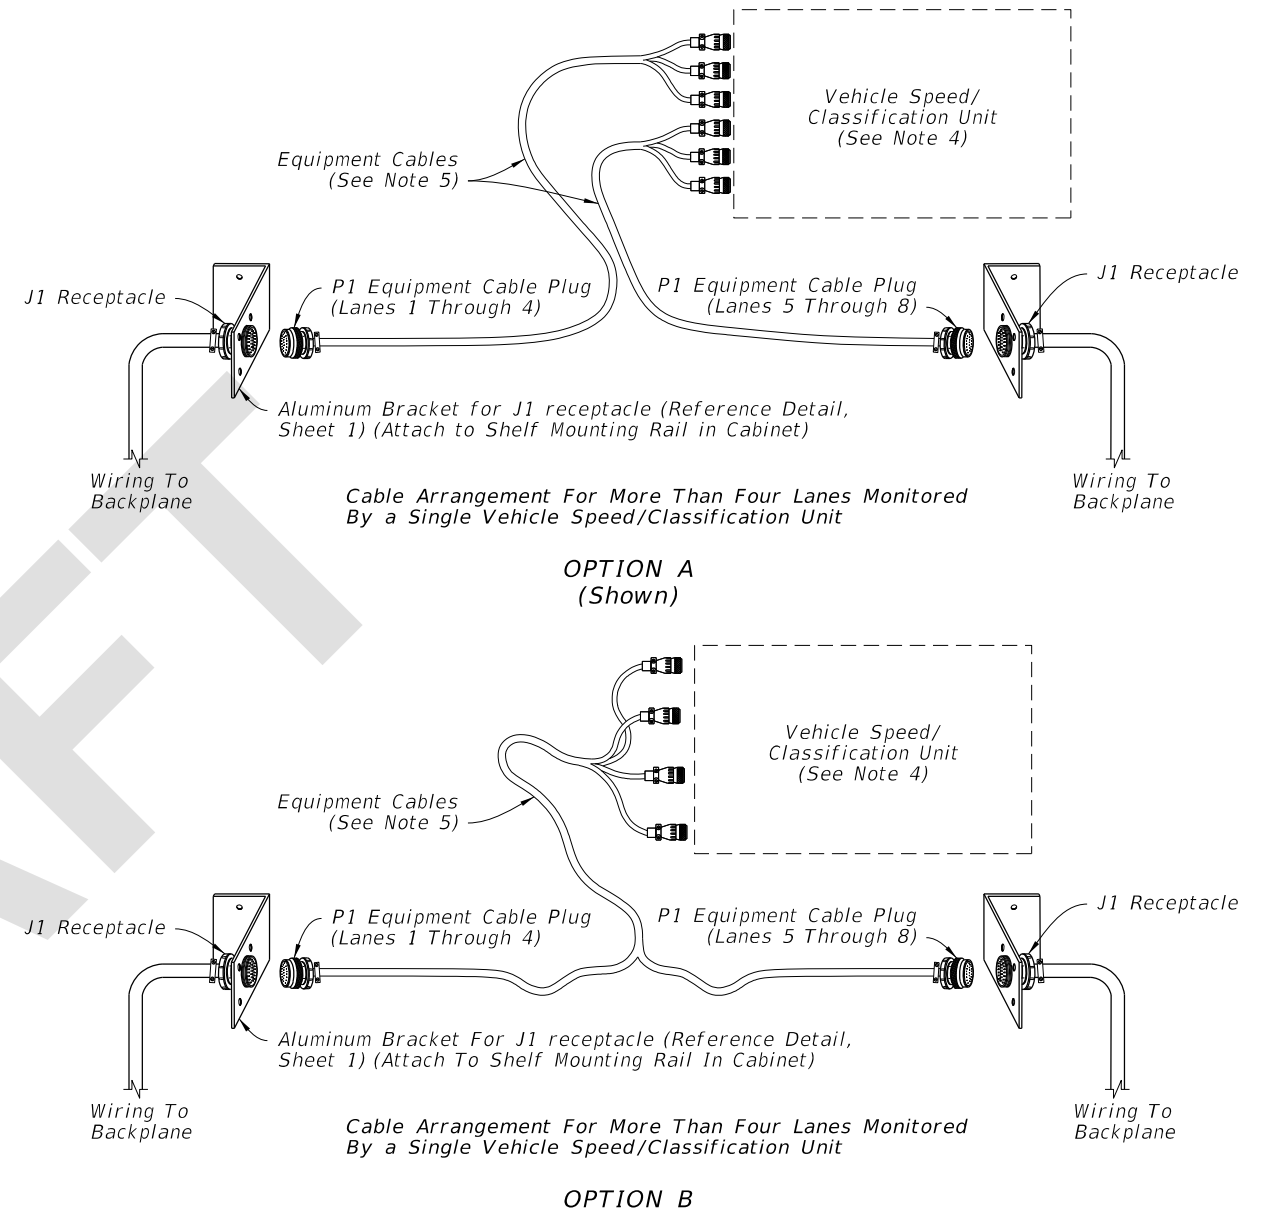 Vehicle Speed/
Classification Unit
(See Note 4)
Equipment Cables
(See Note 5)
J1 Receptacle
P1 Equipment Cable Plug
(Lanes 1 Through 4)
P1 Equipment Cable Plug
(Lanes 5 Through 8)
J1 Receptacle
Aluminum Bracket for J1 receptacle (Reference Detail,
Sheet 1) (Attach to Shelf Mounting Rail in Cabinet)
Wiring To
Backplane
Wiring To
Backplane
Cable Arrangement For More Than Four Lanes Monitored
By a Single Vehicle Speed/Classification Unit
OPTION A
(Shown)
Vehicle Speed/
Classification Unit
(See Note 4)
Equipment Cables
(See Note 5)
J1 Receptacle
P1 Equipment Cable Plug
(Lanes 1 Through 4)
P1 Equipment Cable Plug
(Lanes 5 Through 8)
J1 Receptacle
Aluminum Bracket For J1 receptacle (Reference Detail,
Sheet 1) (Attach To Shelf Mounting Rail In Cabinet)
Wiring To
Backplane
Wiring To
Backplane
Cable Arrangement For More Than Four Lanes Monitored
By a Single Vehicle Speed/Classification Unit
OPTION B